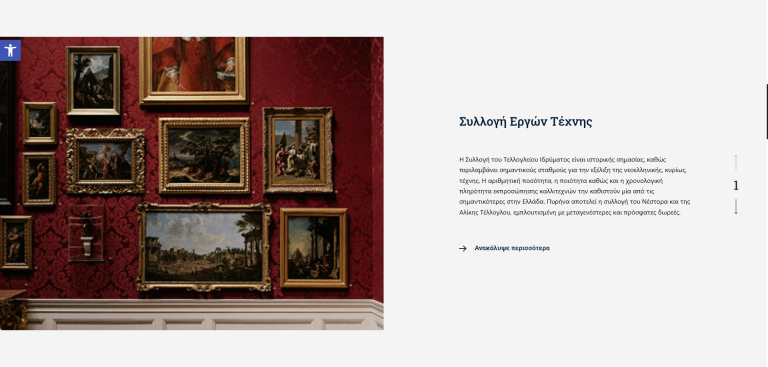 Συλλογή Εργών Τέχνης
Η Συλλογή του Τελλογλείου Ιδρύματος είναι ιστορικής σημασίας, καθώς
περιλαμβάνει σημαντικούς σταθμούς για την εξέλιξη της νεοελληνικής, κυρίως,
τέχνης. Η αριθμητική ποσότητα, η ποιότητα καθώς και η χρονολογική
πληρότητα εκπροσώπησης καλλιτεχνών την καθιστούν μία από τις
σημαντικότερες στην Ελλάδα. Πυρήνα αποτελεί η συλλογή του Νέστορα και της
Αλίκης Τέλλογλου, εμπλουτισμένη με μεταγενέστερες και πρόσφατες δωρεές.
1
Ανακάλυψε περισσότερα